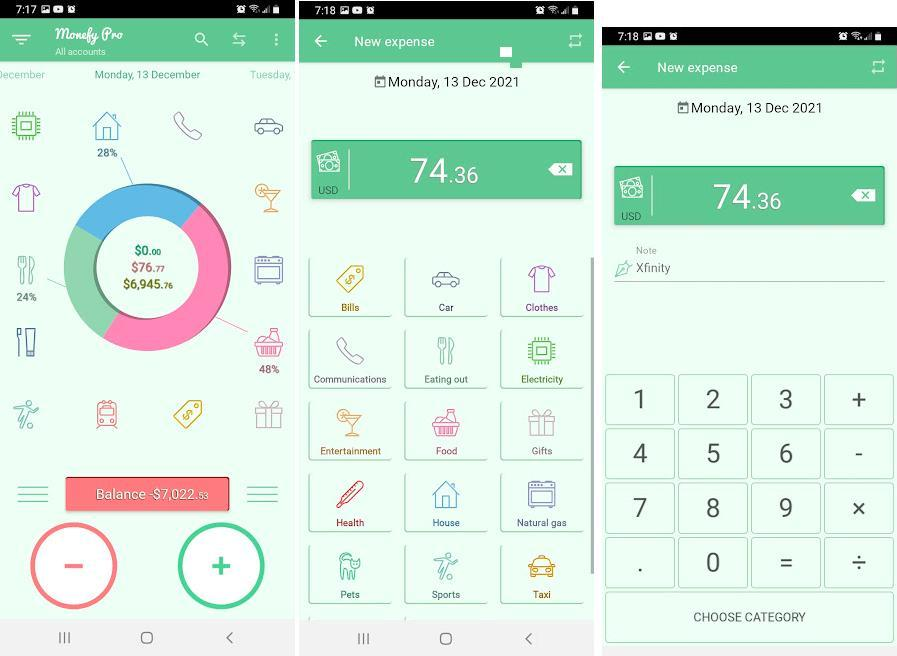 7:17
Monefy Pro
All accounts
ecember
Monday, 13 December
Tuesday,
28%
$0.00
$76.77
$6,945.76
24%
48%
Balance -$7,022.53
−
+
7:18
New expense
Monday, 13 Dec 2021
USD
74.36
Bills
Car
Clothes
Communications
Eating out
Electricity
Entertainment
Food
Gifts
Health
House
Natural gas
Pets
Sports
Taxi
7:18
New expense
Monday, 13 Dec 2021
USD
74.36
Note
Xfinity
1 2 3 +
4 5 6 -
7 8 9 ×
. 0 = ÷
CHOOSE CATEGORY